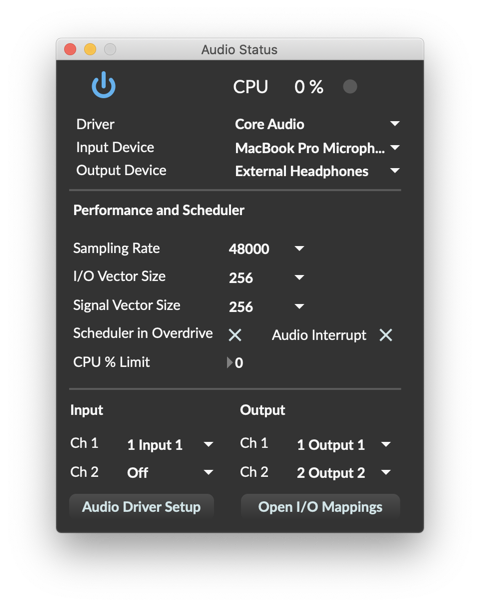 Audio Status
CPU 0 %
Driver Core Audio
Input Device MacBook Pro Microph...
Output Device External Headphones
Performance and Scheduler
Sampling Rate 48000
I/O Vector Size 256
Signal Vector Size 256
Scheduler in Overdrive Audio Interrupt
CPU % Limit 0
Input Output
Ch 1 1 Input 1 Ch 1 1 Output 1
Ch 2 Off Ch 2 2 Output 2
Audio Driver Setup Open I/O Mappings